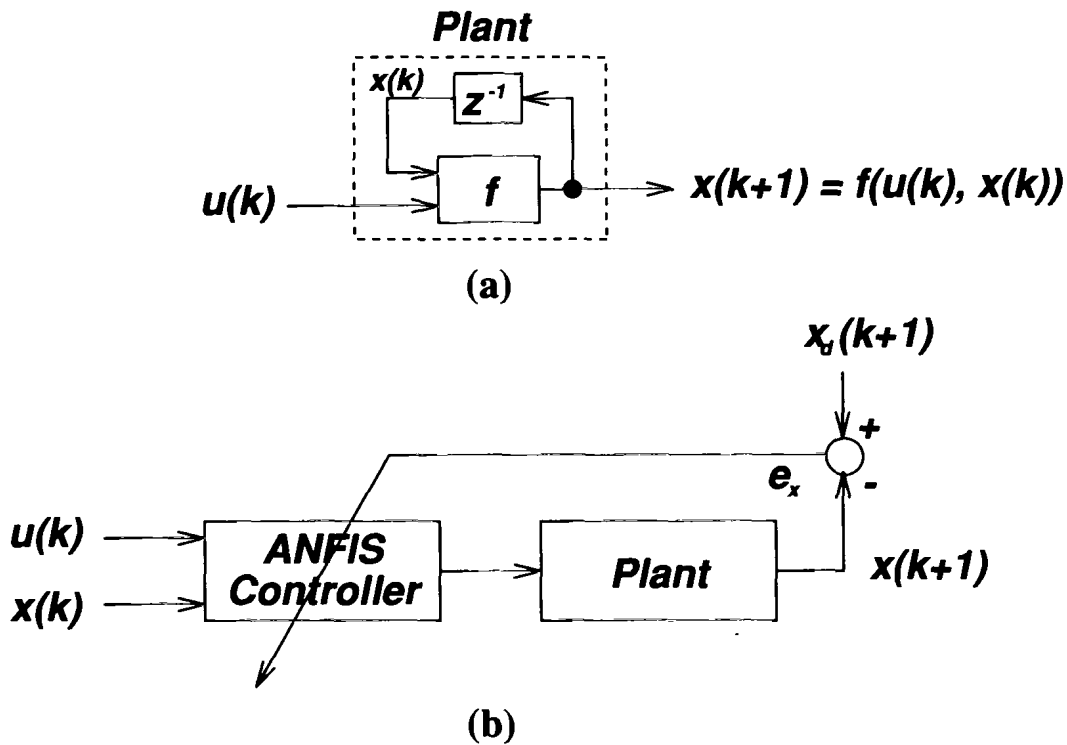 Plant
x(k)
z⁻¹
f
u(k)
x(k+1) = f(u(k), x(k))
(a)
x_d(k+1)
+
e_x
-
u(k)
ANFIS
Controller
Plant
x(k+1)
x(k)
(b)